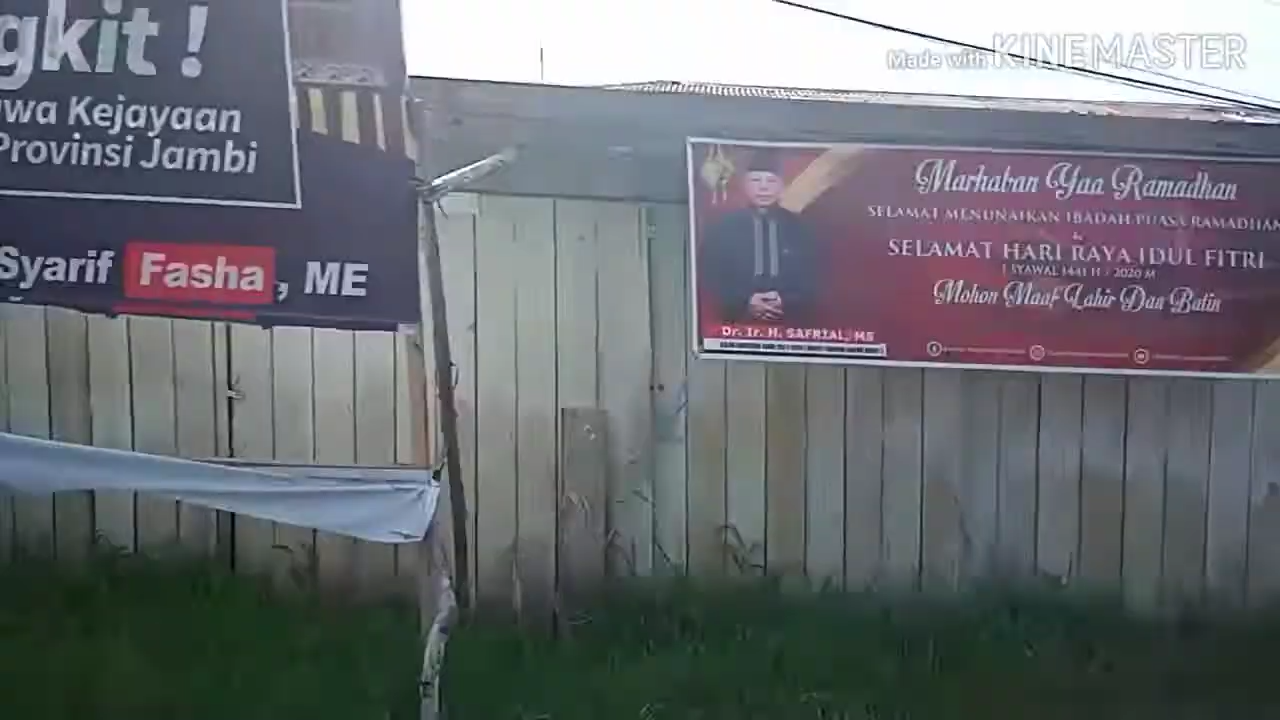 gkit !
wa Kejayaan
Provinsi Jambi
Syarif Fasha, ME
Made with KINEMASTER
Marhaban Yaa Ramadhan
SELAMAT MENUNAIKAN IBADAH PUASA RAMADHAN
&
SELAMAT HARI RAYA IDUL FITRI
1 SYAWAL 1441 H - 2020 M
Mohon Maaf Lahir Dan Batin
Dr. Ir. H. SAFRIAL, MS